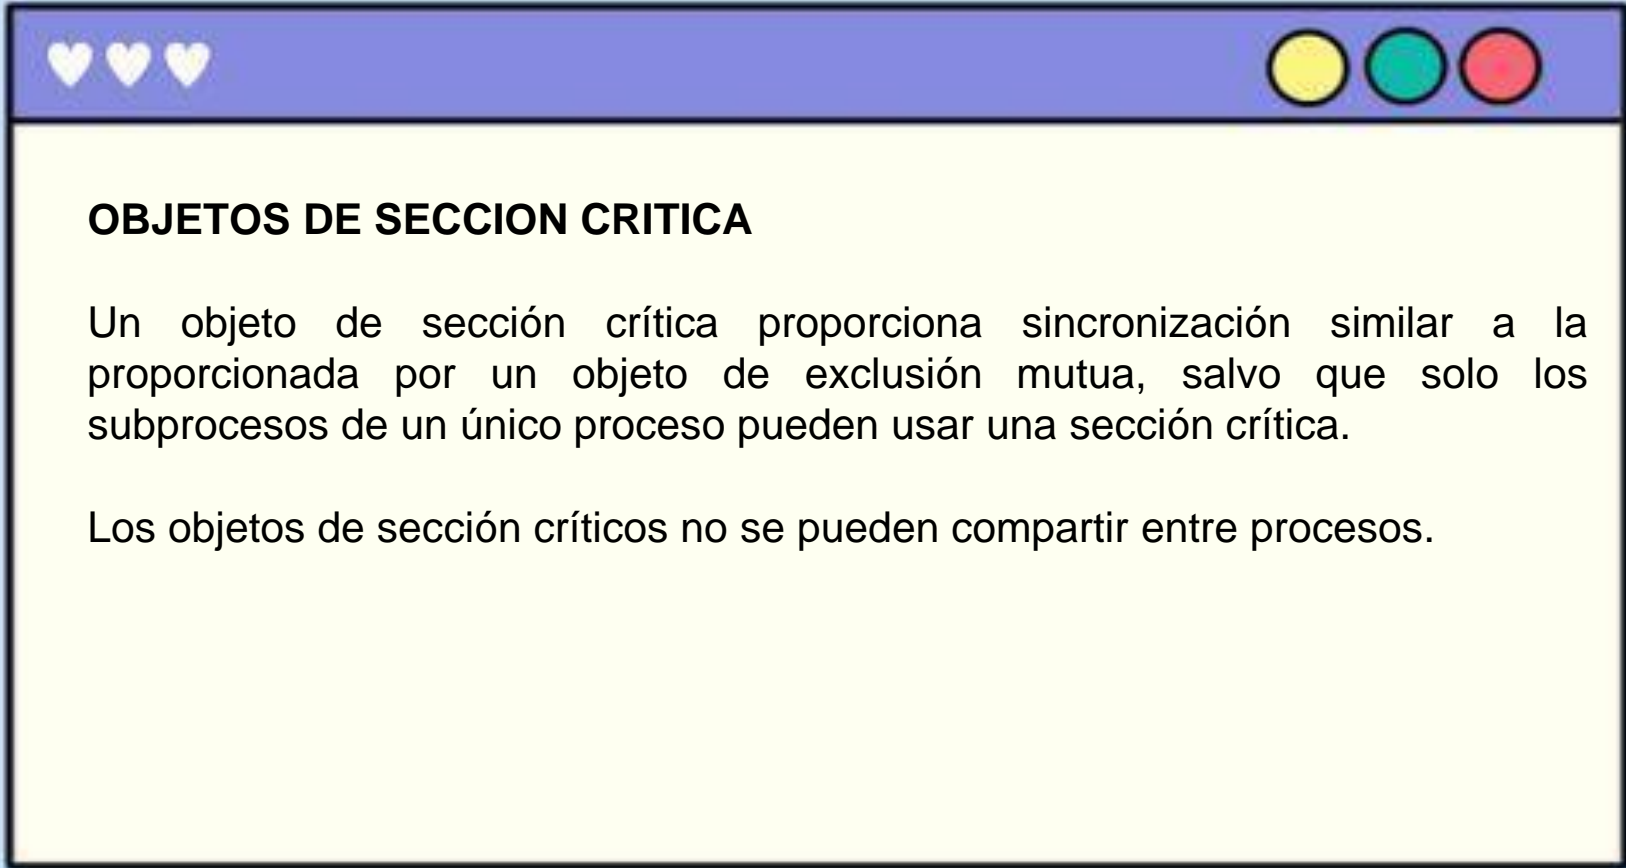 OBJETOS DE SECCION CRITICA
Un objeto de sección crítica proporciona sincronización similar a la
proporcionada por un objeto de exclusión mutua, salvo que solo los
subprocesos de un único proceso pueden usar una sección crítica.
Los objetos de sección críticos no se pueden compartir entre procesos.